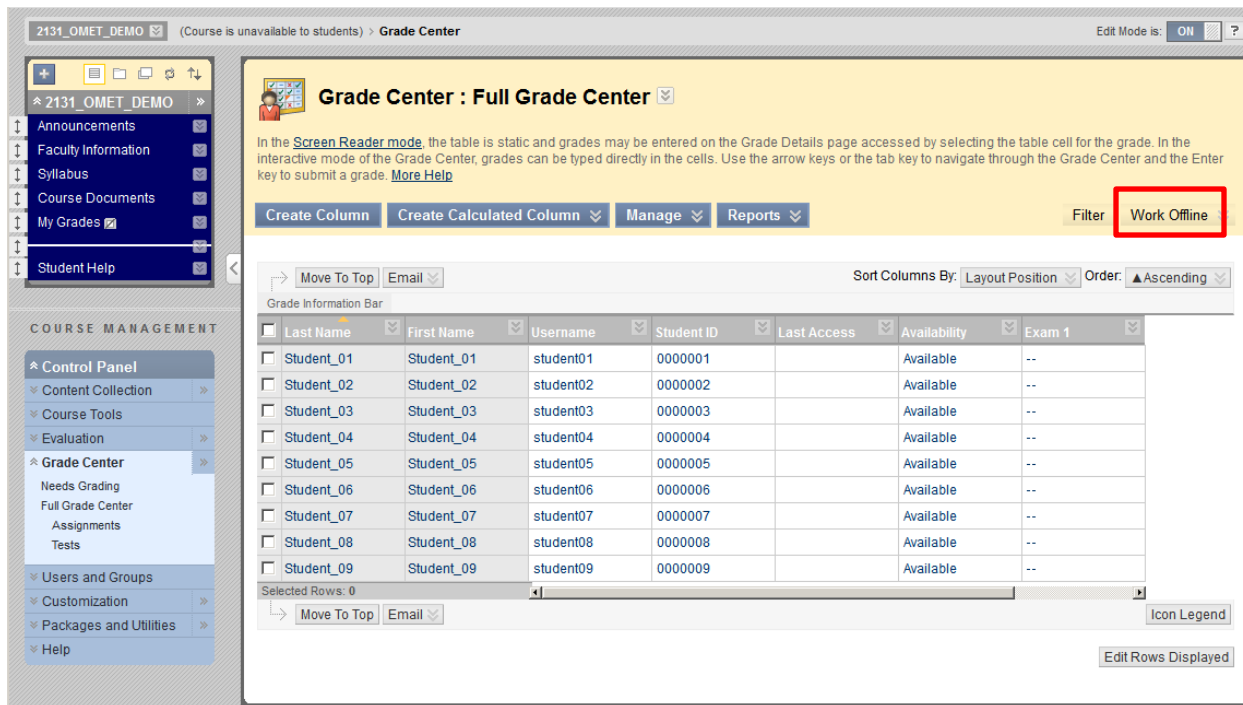 2131_OMET_DEMO (Course is unavailable to students) > Grade Center Edit Mode is: ON ?
2131_OMET_DEMO
Announcements
Faculty Information
Syllabus
Course Documents
My Grades
Student Help
COURSE MANAGEMENT
Control Panel
Content Collection
Course Tools
Evaluation
Grade Center
Needs Grading
Full Grade Center
Assignments
Tests
Users and Groups
Customization
Packages and Utilities
Help
Grade Center : Full Grade Center
In the Screen Reader mode, the table is static and grades may be entered on the Grade Details page accessed by selecting the table cell for the grade. In the
interactive mode of the Grade Center, grades can be typed directly in the cells. Use the arrow keys or the tab key to navigate through the Grade Center and the Enter
key to submit a grade. More Help
Create Column Create Calculated Column Manage Reports Filter Work Offline
Move To Top Email Sort Columns By: Layout Position Order: ▲Ascending
Grade Information Bar
Last Name First Name Username Student ID Last Access Availability Exam 1
Student_01 Student_01 student01 0000001 Available --
Student_02 Student_02 student02 0000002 Available --
Student_03 Student_03 student03 0000003 Available --
Student_04 Student_04 student04 0000004 Available --
Student_05 Student_05 student05 0000005 Available --
Student_06 Student_06 student06 0000006 Available --
Student_07 Student_07 student07 0000007 Available --
Student_08 Student_08 student08 0000008 Available --
Student_09 Student_09 student09 0000009 Available --
Selected Rows: 0
Move To Top Email Icon Legend
Edit Rows Displayed